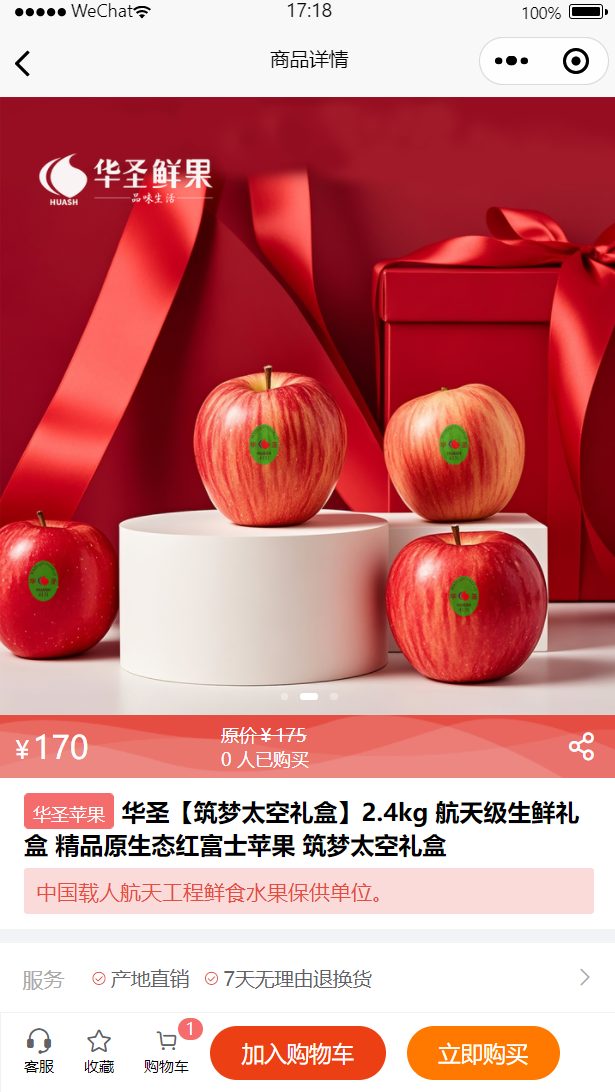 WeChat 17:18 100%
商品详情
华圣鲜果
HUASH 品味生活
¥170
原价¥175
0 人已购买
华圣苹果 华圣【筑梦太空礼盒】2.4kg 航天级生鲜礼
盒 精品原生态红富士苹果 筑梦太空礼盒
中国载人航天工程鲜食水果保供单位。
服务 产地直销 7天无理由退换货
1
客服 收藏 购物车 加入购物车 立即购买